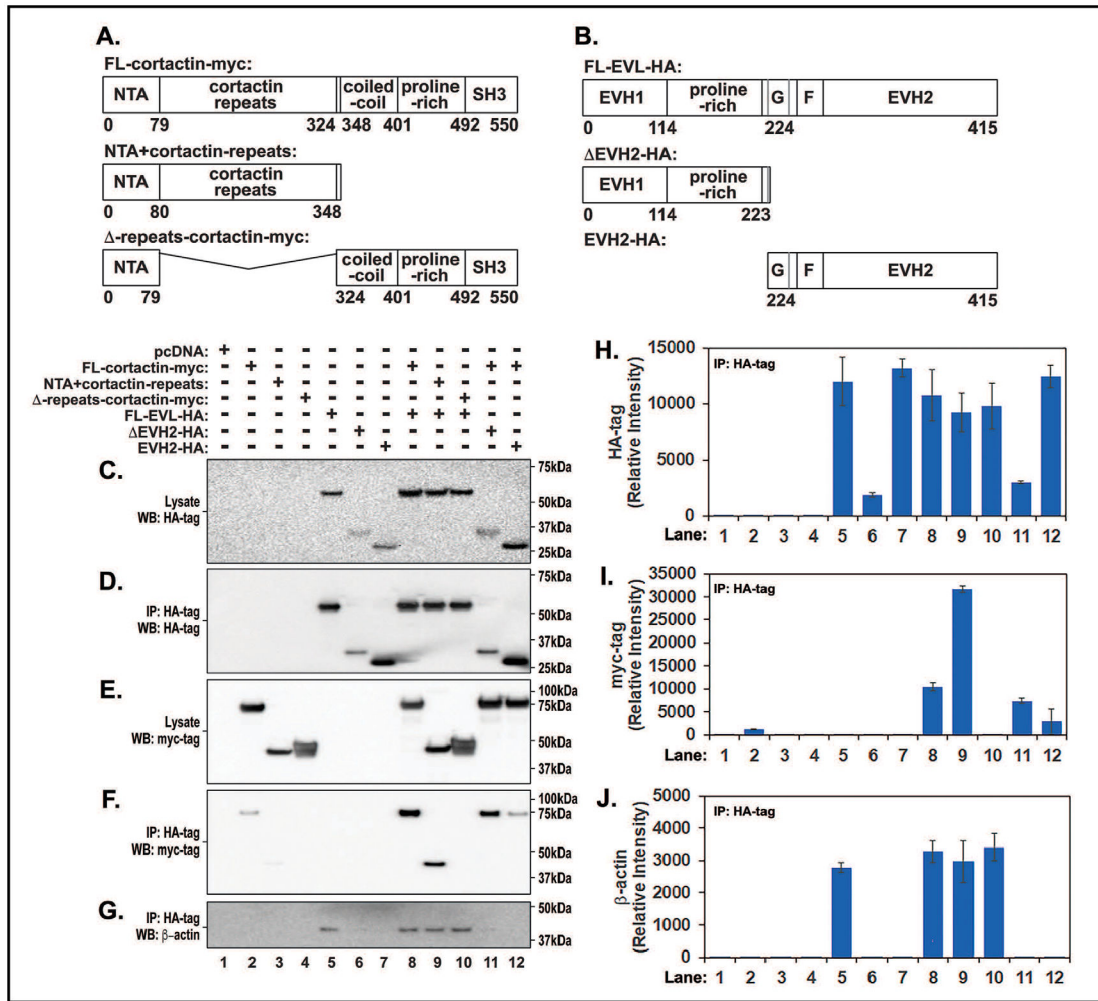 A.
FL-cortactin-myc:
NTA cortactin repeats coiled-coil proline-rich SH3
0 79 324 348 401 492 550
NTA+cortactin-repeats:
NTA cortactin repeats
0 80 348
Δ-repeats-cortactin-myc:
NTA coiled-coil proline-rich SH3
0 79 324 401 492 550
B.
FL-EVL-HA:
EVH1 proline-rich G F EVH2
0 114 224 415
ΔEVH2-HA:
EVH1 proline-rich
0 114 223
EVH2-HA:
G F EVH2
224 415
pcDNA: + - - - - - - - - - - -
FL-cortactin-myc: - + - - - - - + - - + +
NTA+cortactin-repeats: - - + - - - - - + - - -
Δ-repeats-cortactin-myc: - - - + - - - - - + - -
FL-EVL-HA: - - - - + - - + + + - -
ΔEVH2-HA: - - - - - + - - - - + -
EVH2-HA: - - - - - - + - - - - +
C.
Lysate
WB: HA-tag
75kDa
50kDa
37kDa
25kDa
D.
IP: HA-tag
WB: HA-tag
75kDa
50kDa
37kDa
25kDa
E.
Lysate
WB: myc-tag
100kDa
75kDa
50kDa
37kDa
F.
IP: HA-tag
WB: myc-tag
100kDa
75kDa
50kDa
37kDa
G.
IP: HA-tag
WB: β-actin
50kDa
37kDa
1 2 3 4 5 6 7 8 9 10 11 12
H.
IP: HA-tag
HA-tag
(Relative Intensity)
15000
10000
5000
0
Lane: 1 2 3 4 5 6 7 8 9 10 11 12
I.
IP: HA-tag
myc-tag
(Relative Intensity)
35000
30000
25000
20000
15000
10000
5000
0
Lane: 1 2 3 4 5 6 7 8 9 10 11 12
J.
IP: HA-tag
β-actin
(Relative Intensity)
5000
4000
3000
2000
1000
0
Lane: 1 2 3 4 5 6 7 8 9 10 11 12